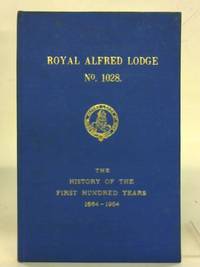 ROYAL ALFRED LODGE
No. 1028.
THE
HISTORY OF THE
FIRST HUNDRED YEARS
1864-1964